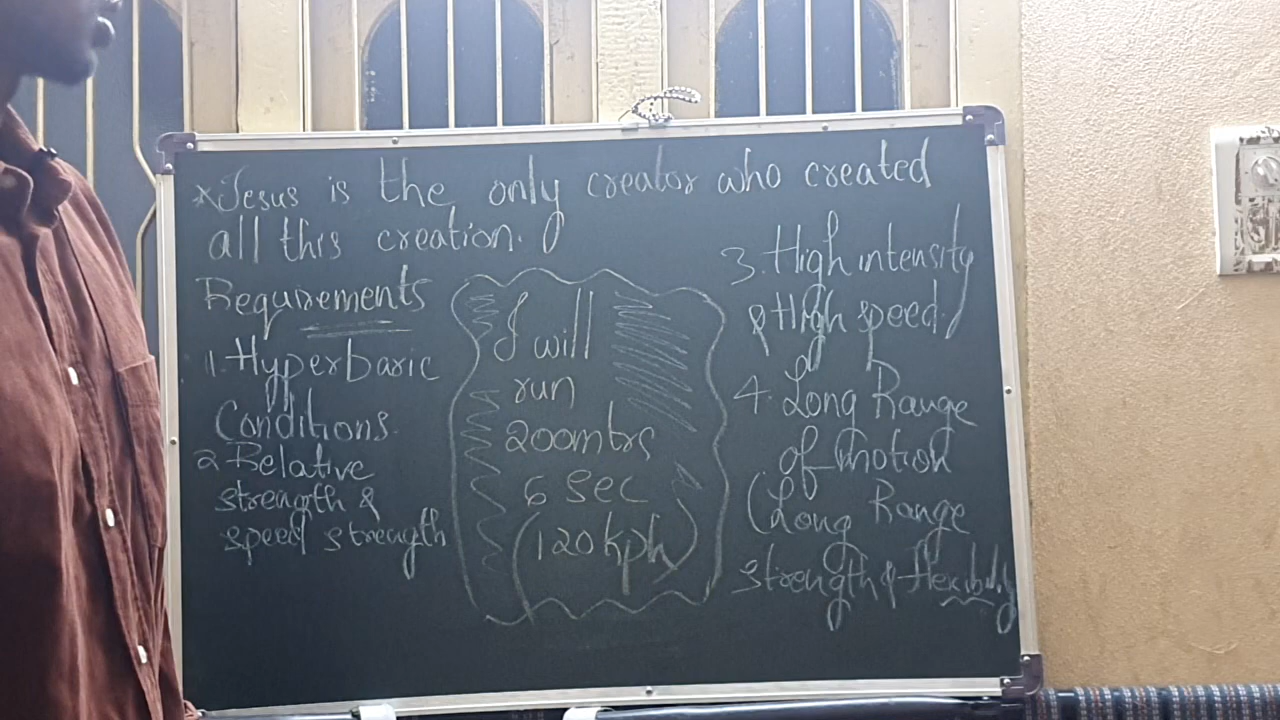 *Jesus is the only creator who created
all this creation.
Requirements
1. Hyperbaric
Conditions.
2 Relative
strength &
speed strength
I will
run
200mtrs
6 Sec
(120 kph)
3. High intensity
& High speed.
4. Long Range
of motion
(Long Range
strength & flexibility